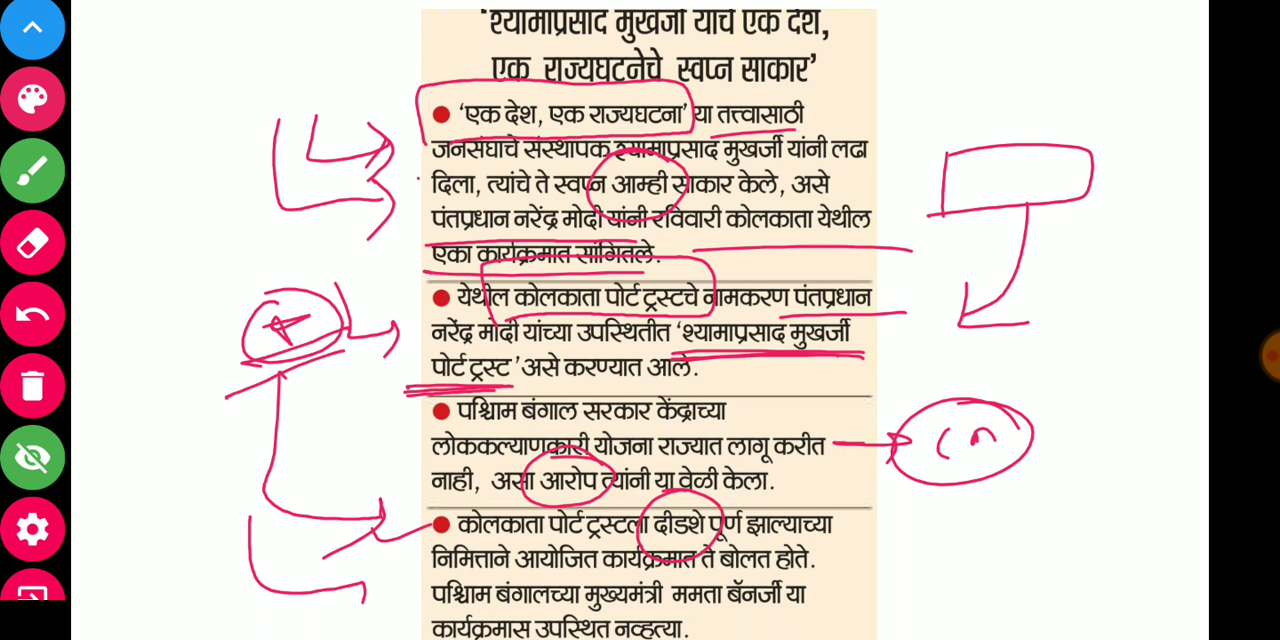 'श्यामाप्रसाद मुखर्जी यांचे एक देश,
एक राज्यघटनेचे स्वप्न साकार'
● 'एक देश, एक राज्यघटना' या तत्त्वासाठी
जनसंघाचे संस्थापक श्यामाप्रसाद मुखर्जी यांनी लढा
दिला, त्यांचे ते स्वप्न आम्ही साकार केले, असे
पंतप्रधान नरेंद्र मोदी यांनी रविवारी कोलकाता येथील
एका कार्यक्रमात सांगितले.
● येथील कोलकाता पोर्ट ट्रस्टचे नामकरण पंतप्रधान
नरेंद्र मोदी यांच्या उपस्थितीत 'श्यामाप्रसाद मुखर्जी
पोर्ट ट्रस्ट' असे करण्यात आले.
● पश्चिाम बंगाल सरकार केंद्राच्या
लोककल्याणकारी योजना राज्यात लागू करीत
नाही, असा आरोप त्यांनी या वेळी केला.
● कोलकाता पोर्ट ट्रस्टला दीडशे पूर्ण झाल्याच्या
निमित्ताने आयोजित कार्यक्रमात ते बोलत होते.
पश्चिाम बंगालच्या मुख्यमंत्री ममता बॅनर्जी या
कार्यक्रमास उपस्थित नव्हत्या.